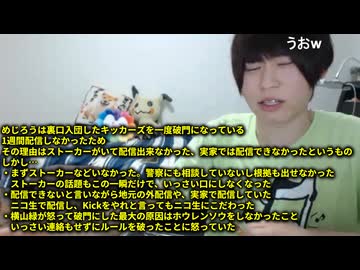 うおｗ
めじろうは裏口入団したキッカーズを一度破門になっている
1週間配信しなかったため
その理由はストーカーがいて配信出来なかった、実家では配信できなかったというもの
しかし…
・まずストーカーなどいなかった。警察にも相談していないし根拠も出せなかった
ストーカーの話題もこの一瞬だけで、いっさい口にしなくなった
・配信できないと言いながら地元の外配信や、実家で配信していた
ニコ生で配信し、Kickをやれと言ってもニコ生にこだわった
・横山緑が怒って破門にした最大の原因はホウレンソウをしなかったこと
いっさい連絡もせずにルールを破ったことに怒っていた